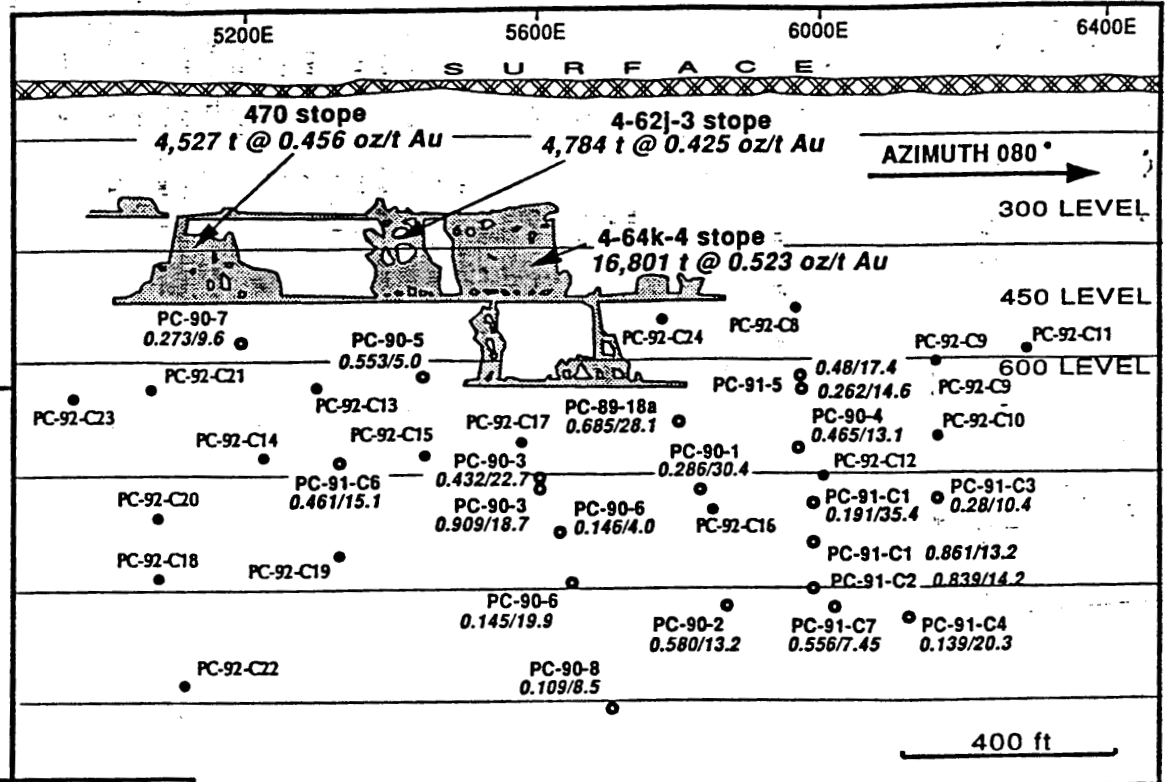 5200E 5600E 6000E 6400E
S U R F A C E
470 stope
4,527 t @ 0.456 oz/t Au
4-62j-3 stope
4,784 t @ 0.425 oz/t Au
AZIMUTH 080°
300 LEVEL
4-64k-4 stope
16,801 t @ 0.523 oz/t Au
450 LEVEL
PC-90-7
0.273/9.6
PC-90-5
0.553/5.0
PC-92-C24
PC-92-C8
PC-92-C9
PC-92-C11
600 LEVEL
0.48/17.4
PC-91-5
0.262/14.6
PC-92-C9
PC-92-C21
PC-92-C23
PC-92-C13
PC-89-18a
0.685/28.1
PC-90-4
0.465/13.1
PC-92-C10
PC-92-C14
PC-92-C15
PC-92-C17
PC-90-3
0.432/22.7
PC-90-1
0.286/30.4
PC-92-C12
PC-91-C6
0.461/15.1
PC-92-C20
PC-90-3
0.909/18.7
PC-90-6
0.146/4.0
PC-92-C16
PC-91-C1
0.191/35.4
PC-91-C3
0.28/10.4
PC-92-C18
PC-92-C19
PC-91-C1 0.861/13.2
PC-91-C2 0.839/14.2
PC-90-6
0.145/19.9
PC-90-2
0.580/13.2
PC-91-C7
0.556/7.45
PC-91-C4
0.139/20.3
PC-92-C22
PC-90-8
0.109/8.5
400 ft